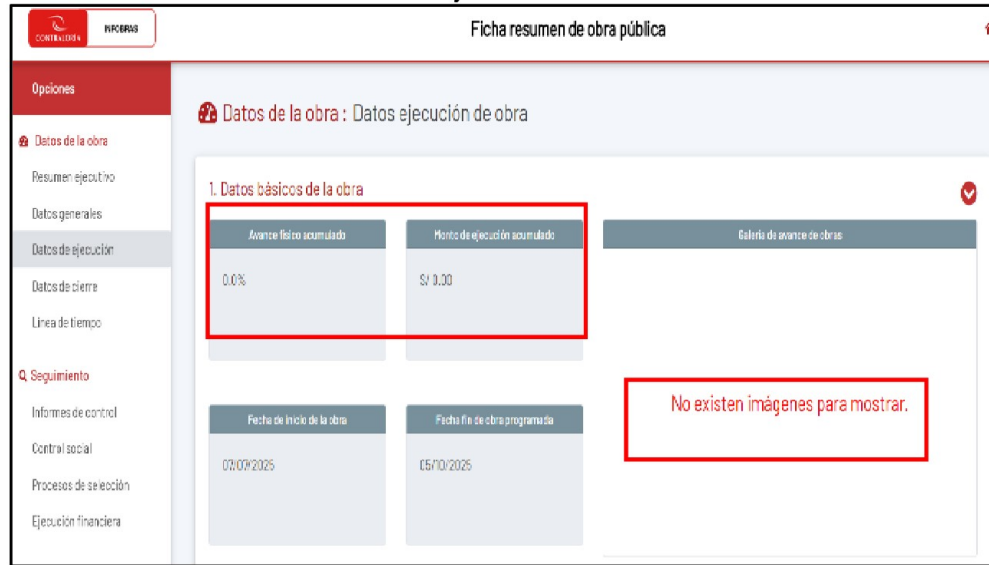 CONTRALORÍA
INFOBRAS
Ficha resumen de obra pública
Opciones
Datos de la obra
Resumen ejecutivo
Datos generales
Datos de ejecución
Datos de cierre
Línea de tiempo
Seguimiento
Informes de control
Control social
Procesos de selección
Ejecución financiera
Datos de la obra : Datos ejecución de obra
1. Datos básicos de la obra
Avance físico acumulado
0.0%
Monto de ejecución acumulado
S/ 0.00
Galería de avance de obras
No existen imágenes para mostrar.
Fecha de inicio de la obra
07/07/2025
Fecha fin de obra programada
05/10/2025